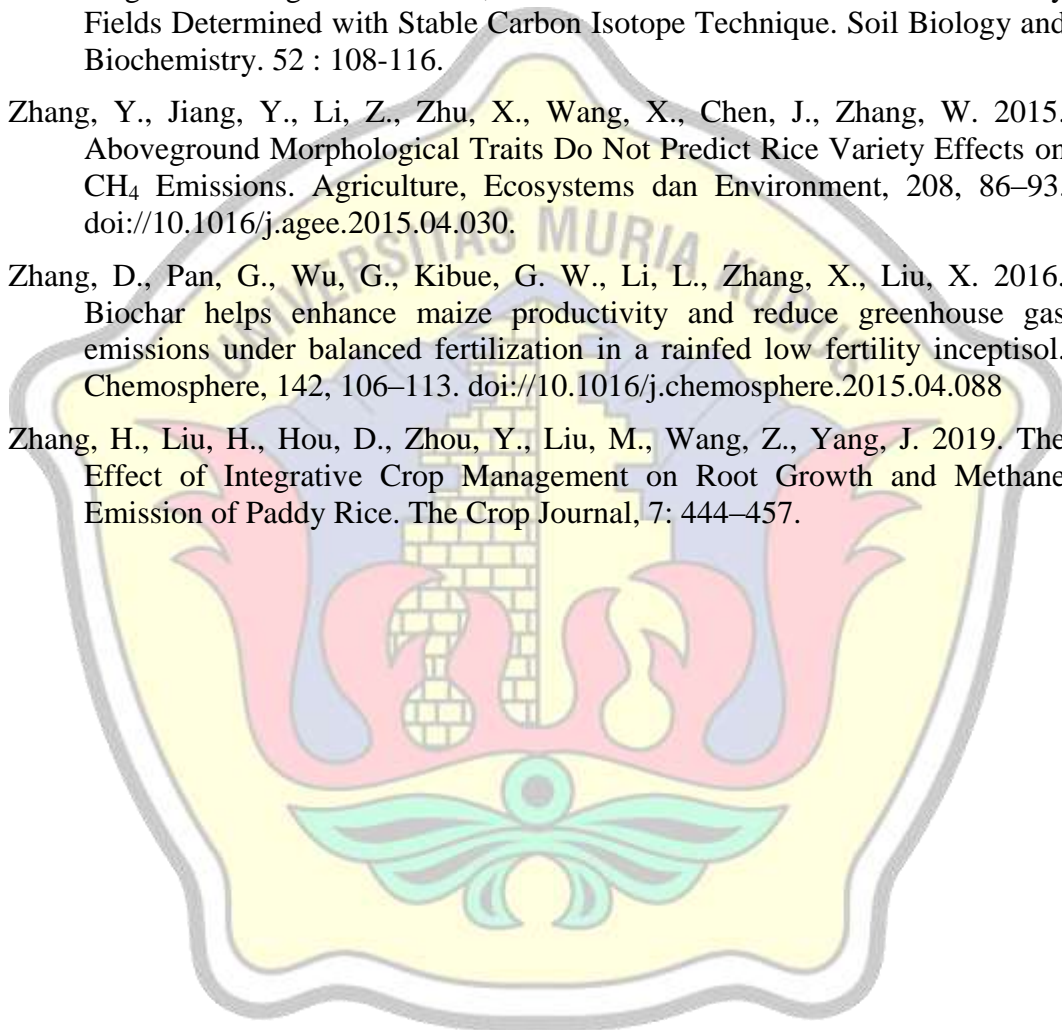 Fields Determined with Stable Carbon Isotope Technique. Soil Biology and
Biochemistry. 52 : 108-116.
Zhang, Y., Jiang, Y., Li, Z., Zhu, X., Wang, X., Chen, J., Zhang, W. 2015.
Aboveground Morphological Traits Do Not Predict Rice Variety Effects on
CH₄ Emissions. Agriculture, Ecosystems dan Environment, 208, 86–93.
doi://10.1016/j.agee.2015.04.030.
Zhang, D., Pan, G., Wu, G., Kibue, G. W., Li, L., Zhang, X., Liu, X. 2016.
Biochar helps enhance maize productivity and reduce greenhouse gas
emissions under balanced fertilization in a rainfed low fertility inceptisol.
Chemosphere, 142, 106–113. doi://10.1016/j.chemosphere.2015.04.088
Zhang, H., Liu, H., Hou, D., Zhou, Y., Liu, M., Wang, Z., Yang, J. 2019. The
Effect of Integrative Crop Management on Root Growth and Methane
Emission of Paddy Rice. The Crop Journal, 7: 444–457.
UNIVERSITAS MURIA KUDUS